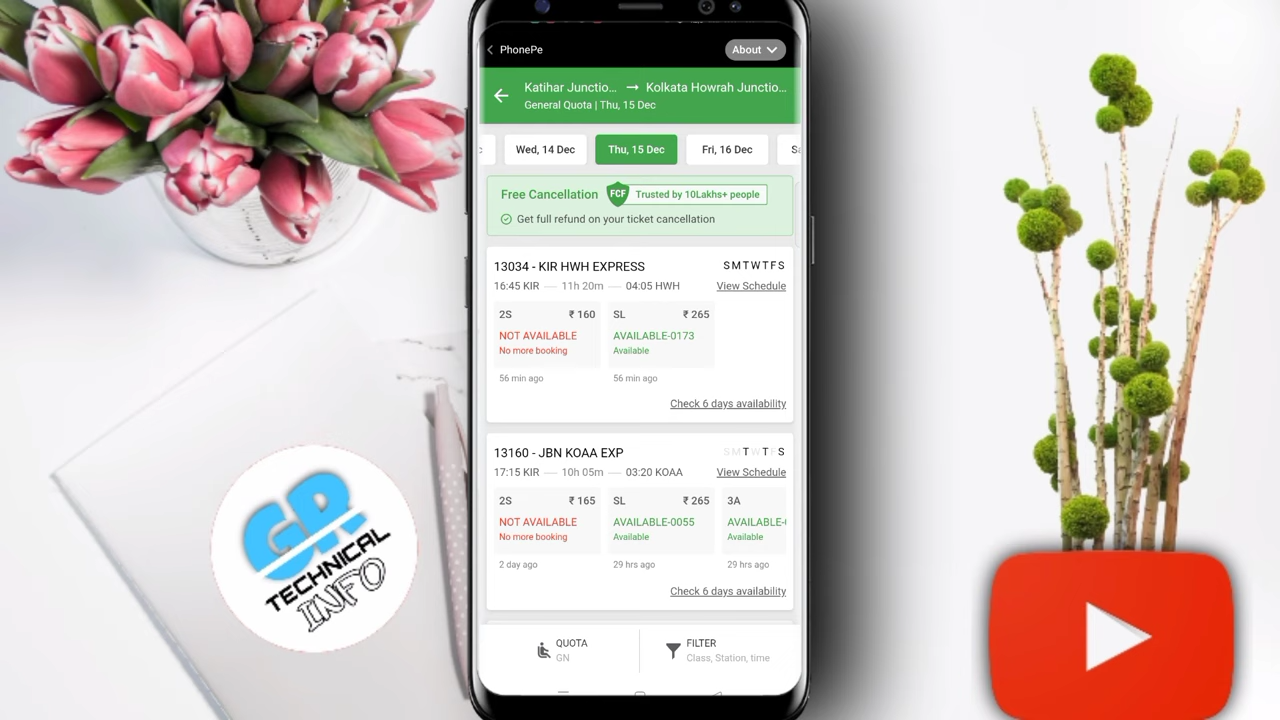 PhonePe
About
Katihar Junctio... → Kolkata Howrah Junctio...
General Quota | Thu, 15 Dec
Wed, 14 Dec
Thu, 15 Dec
Fri, 16 Dec
Sa
Free Cancellation FCF Trusted by 10Lakhs+ people
Get full refund on your ticket cancellation
13034 - KIR HWH EXPRESS
S M T W T F S
16:45 KIR — 11h 20m — 04:05 HWH
View Schedule
2S ₹ 160
NOT AVAILABLE
No more booking
56 min ago
SL ₹ 265
AVAILABLE-0173
Available
56 min ago
Check 6 days availability
13160 - JBN KOAA EXP
S M T W T F S
17:15 KIR — 10h 05m — 03:20 KOAA
View Schedule
2S ₹ 165
NOT AVAILABLE
No more booking
2 day ago
SL ₹ 265
AVAILABLE-0055
Available
29 hrs ago
3A
AVAILABLE-
Available
29 hrs ago
Check 6 days availability
QUOTA
GN
FILTER
Class, Station, time
GR
TECHNICAL
INFO